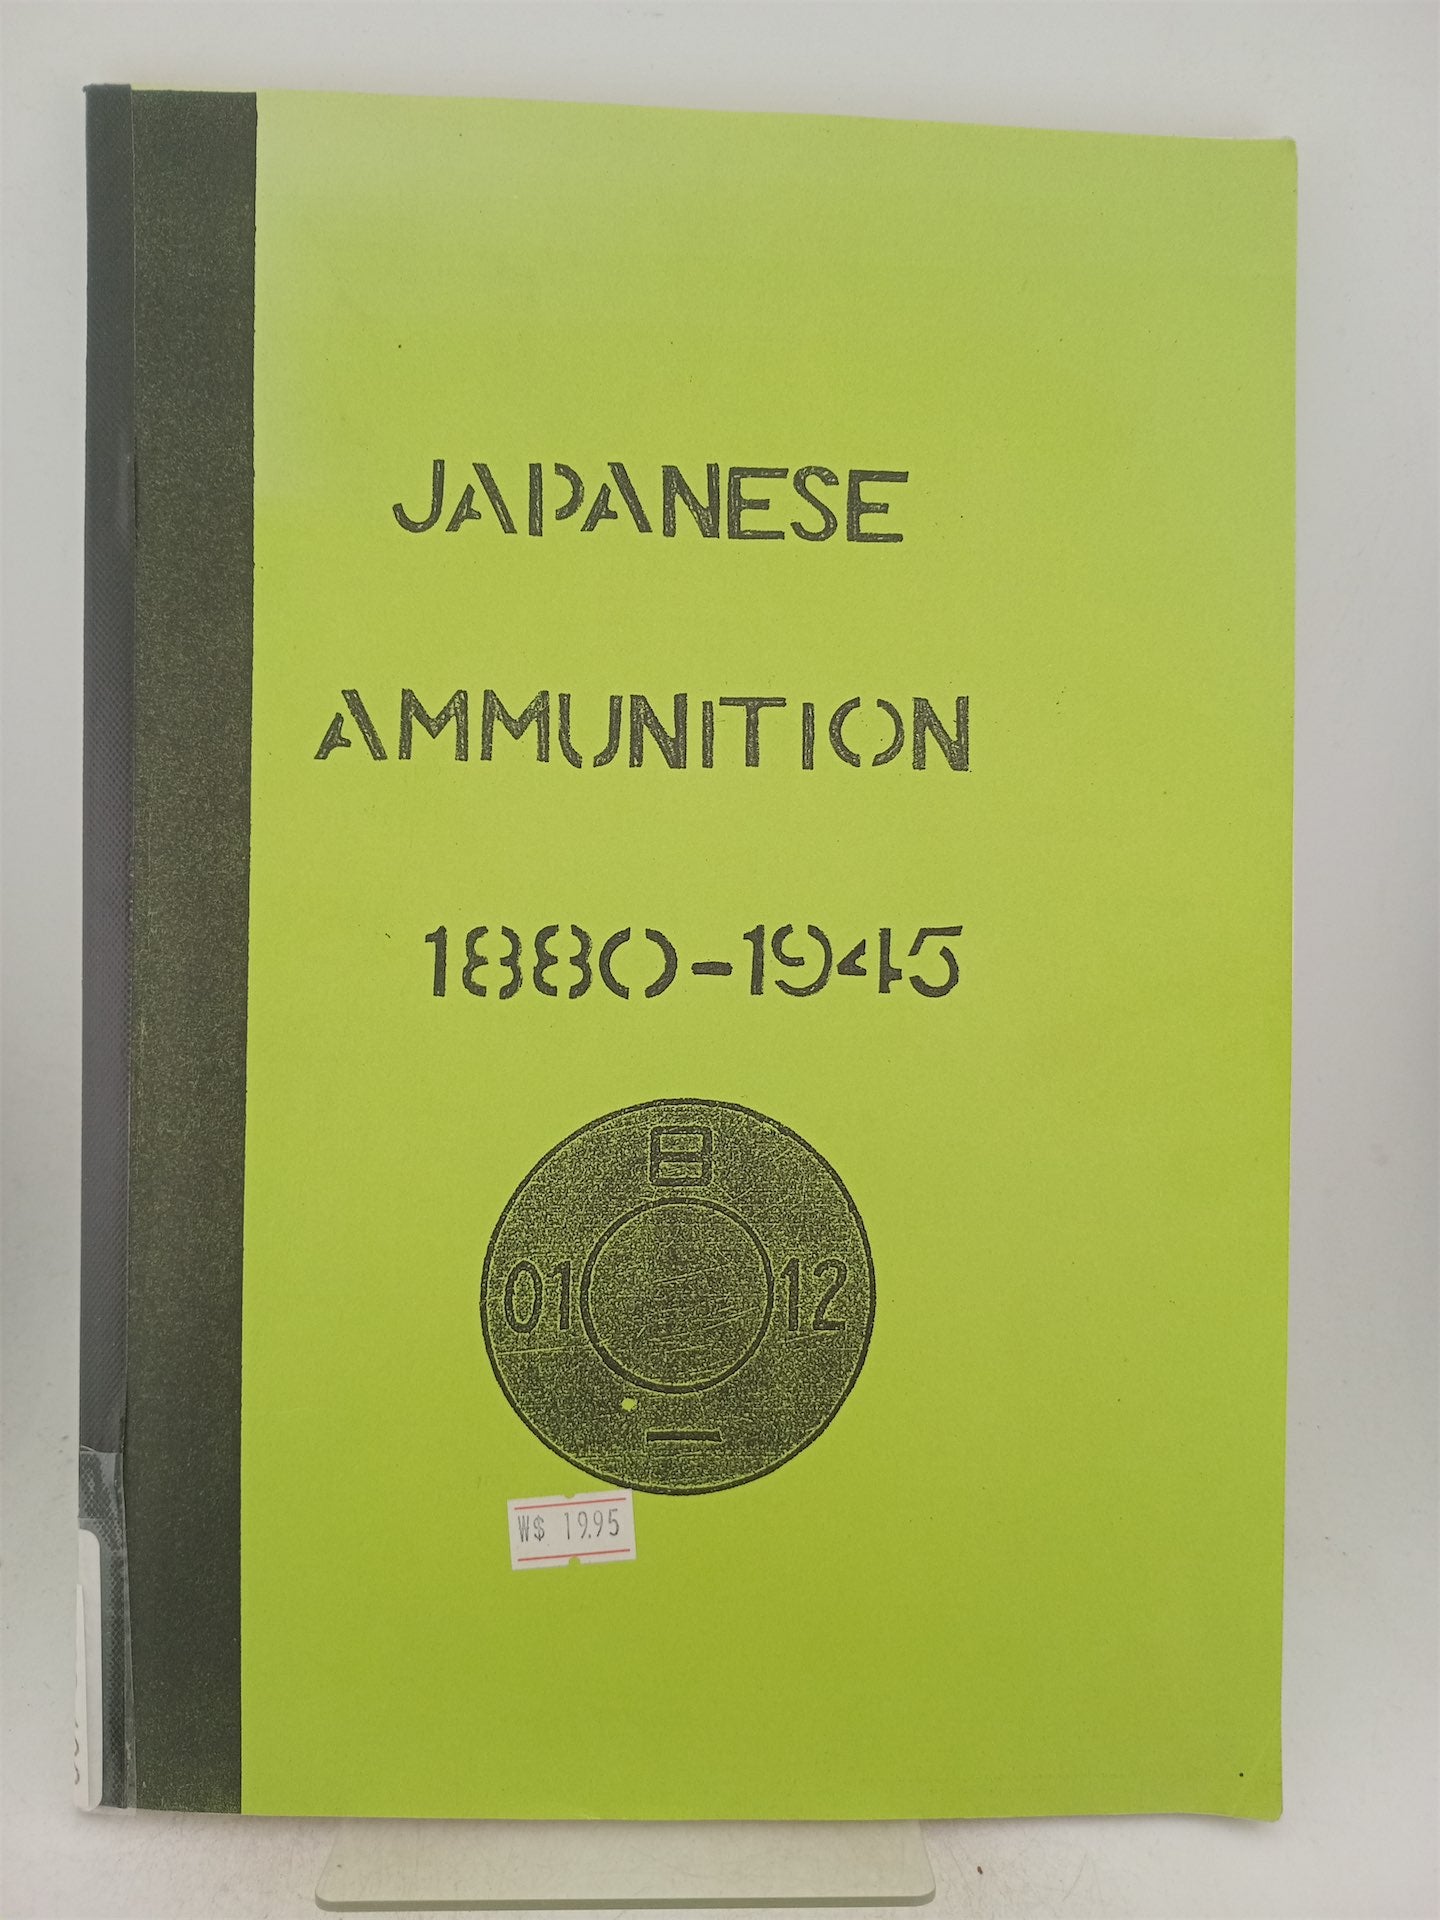 JAPANESE
AMMUNITION
1880-1945
日
01 12
一
W$ 19.95